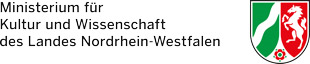 Ministerium für
Kultur und Wissenschaft
des Landes Nordrhein-Westfalen